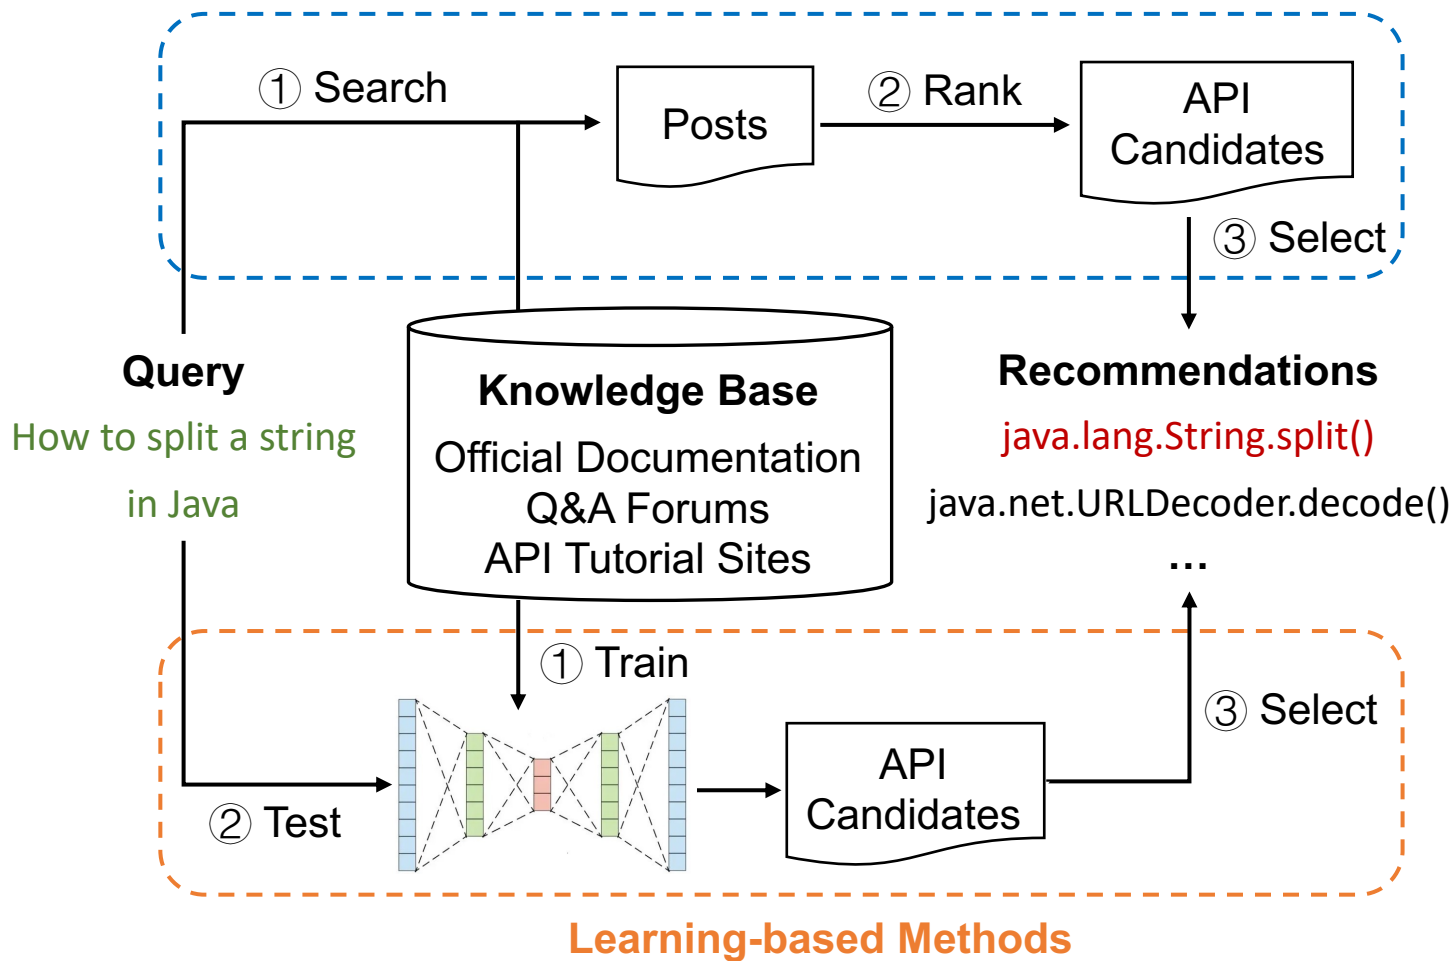 ① Search
Posts
② Rank
API
Candidates
③ Select
Query
How to split a string
in Java
Knowledge Base
Official Documentation
Q&A Forums
API Tutorial Sites
Recommendations
java.lang.String.split()
java.net.URLDecoder.decode()
...
① Train
② Test
API
Candidates
③ Select
Learning-based Methods